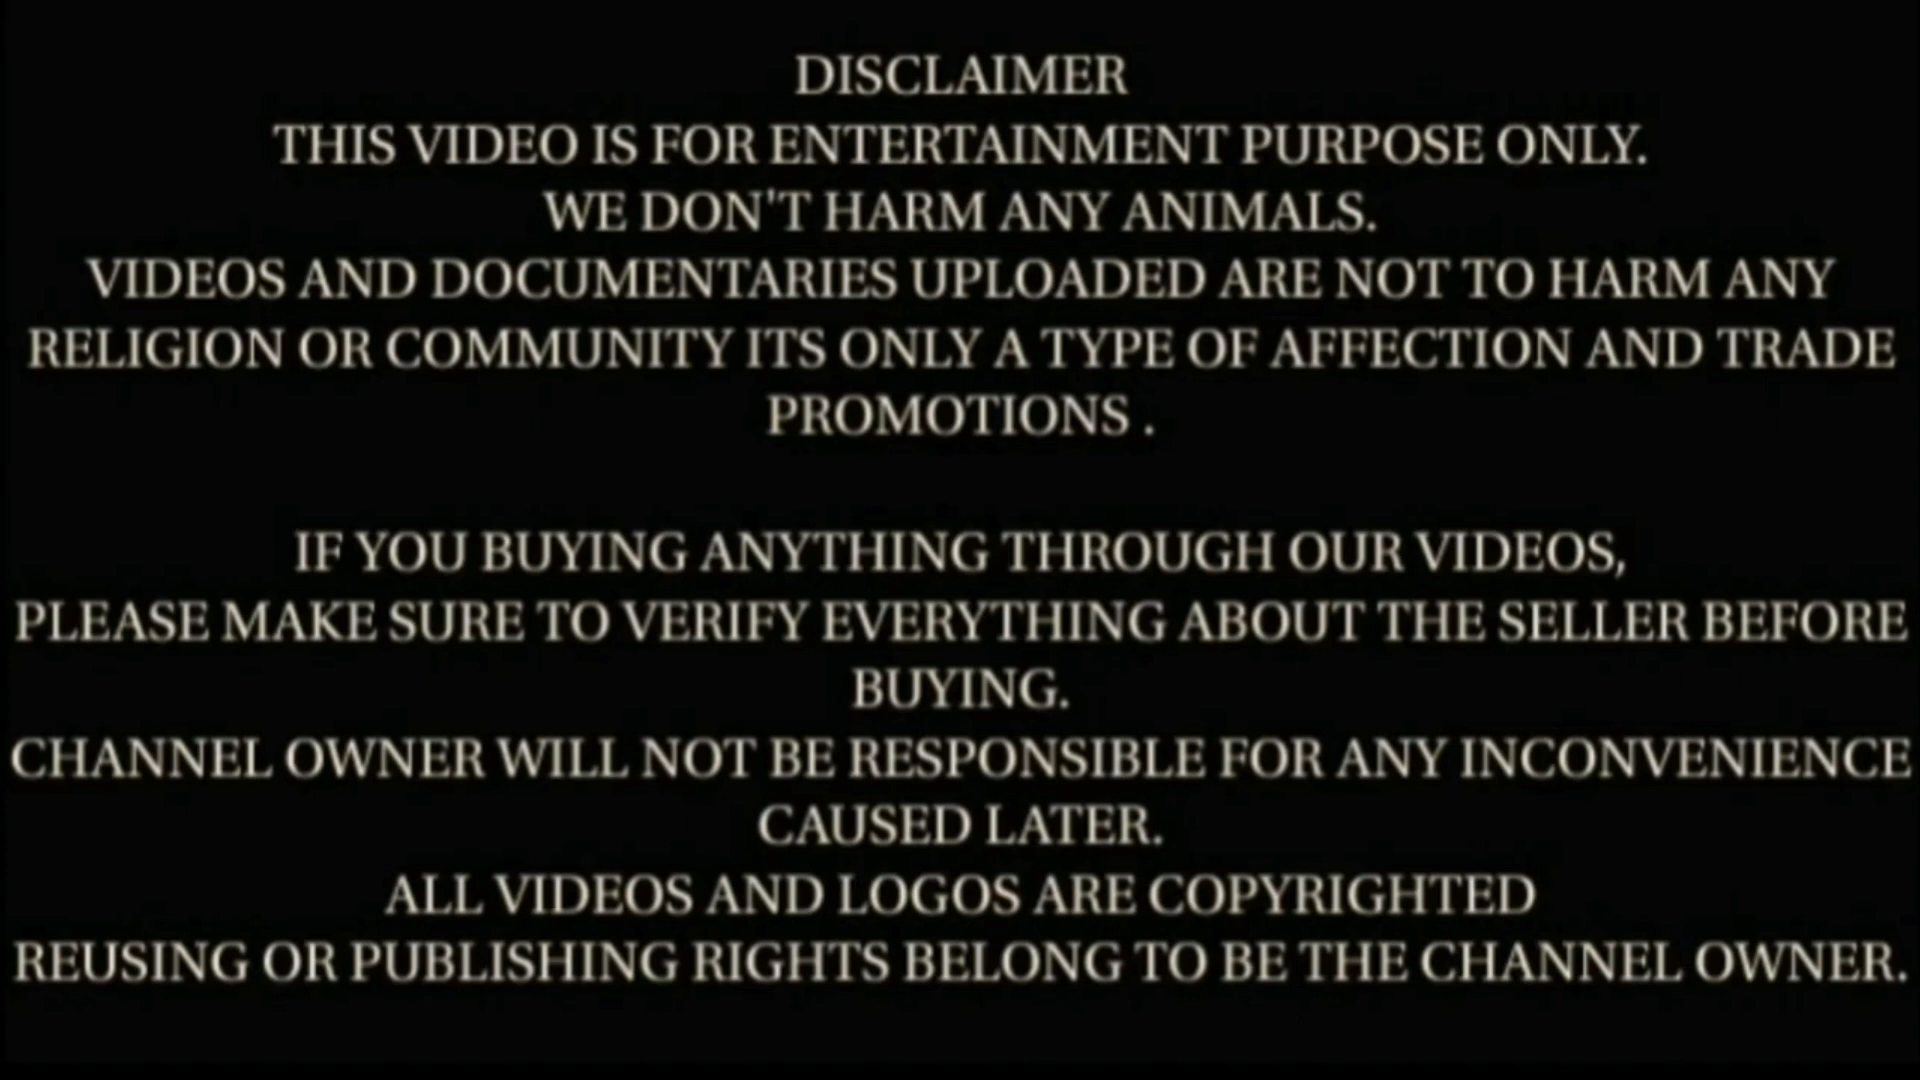 DISCLAIMER
THIS VIDEO IS FOR ENTERTAINMENT PURPOSE ONLY.
WE DON'T HARM ANY ANIMALS.
VIDEOS AND DOCUMENTARIES UPLOADED ARE NOT TO HARM ANY
RELIGION OR COMMUNITY ITS ONLY A TYPE OF AFFECTION AND TRADE
PROMOTIONS .
IF YOU BUYING ANYTHING THROUGH OUR VIDEOS,
PLEASE MAKE SURE TO VERIFY EVERYTHING ABOUT THE SELLER BEFORE
BUYING.
CHANNEL OWNER WILL NOT BE RESPONSIBLE FOR ANY INCONVENIENCE
CAUSED LATER.
ALL VIDEOS AND LOGOS ARE COPYRIGHTED
REUSING OR PUBLISHING RIGHTS BELONG TO BE THE CHANNEL OWNER.